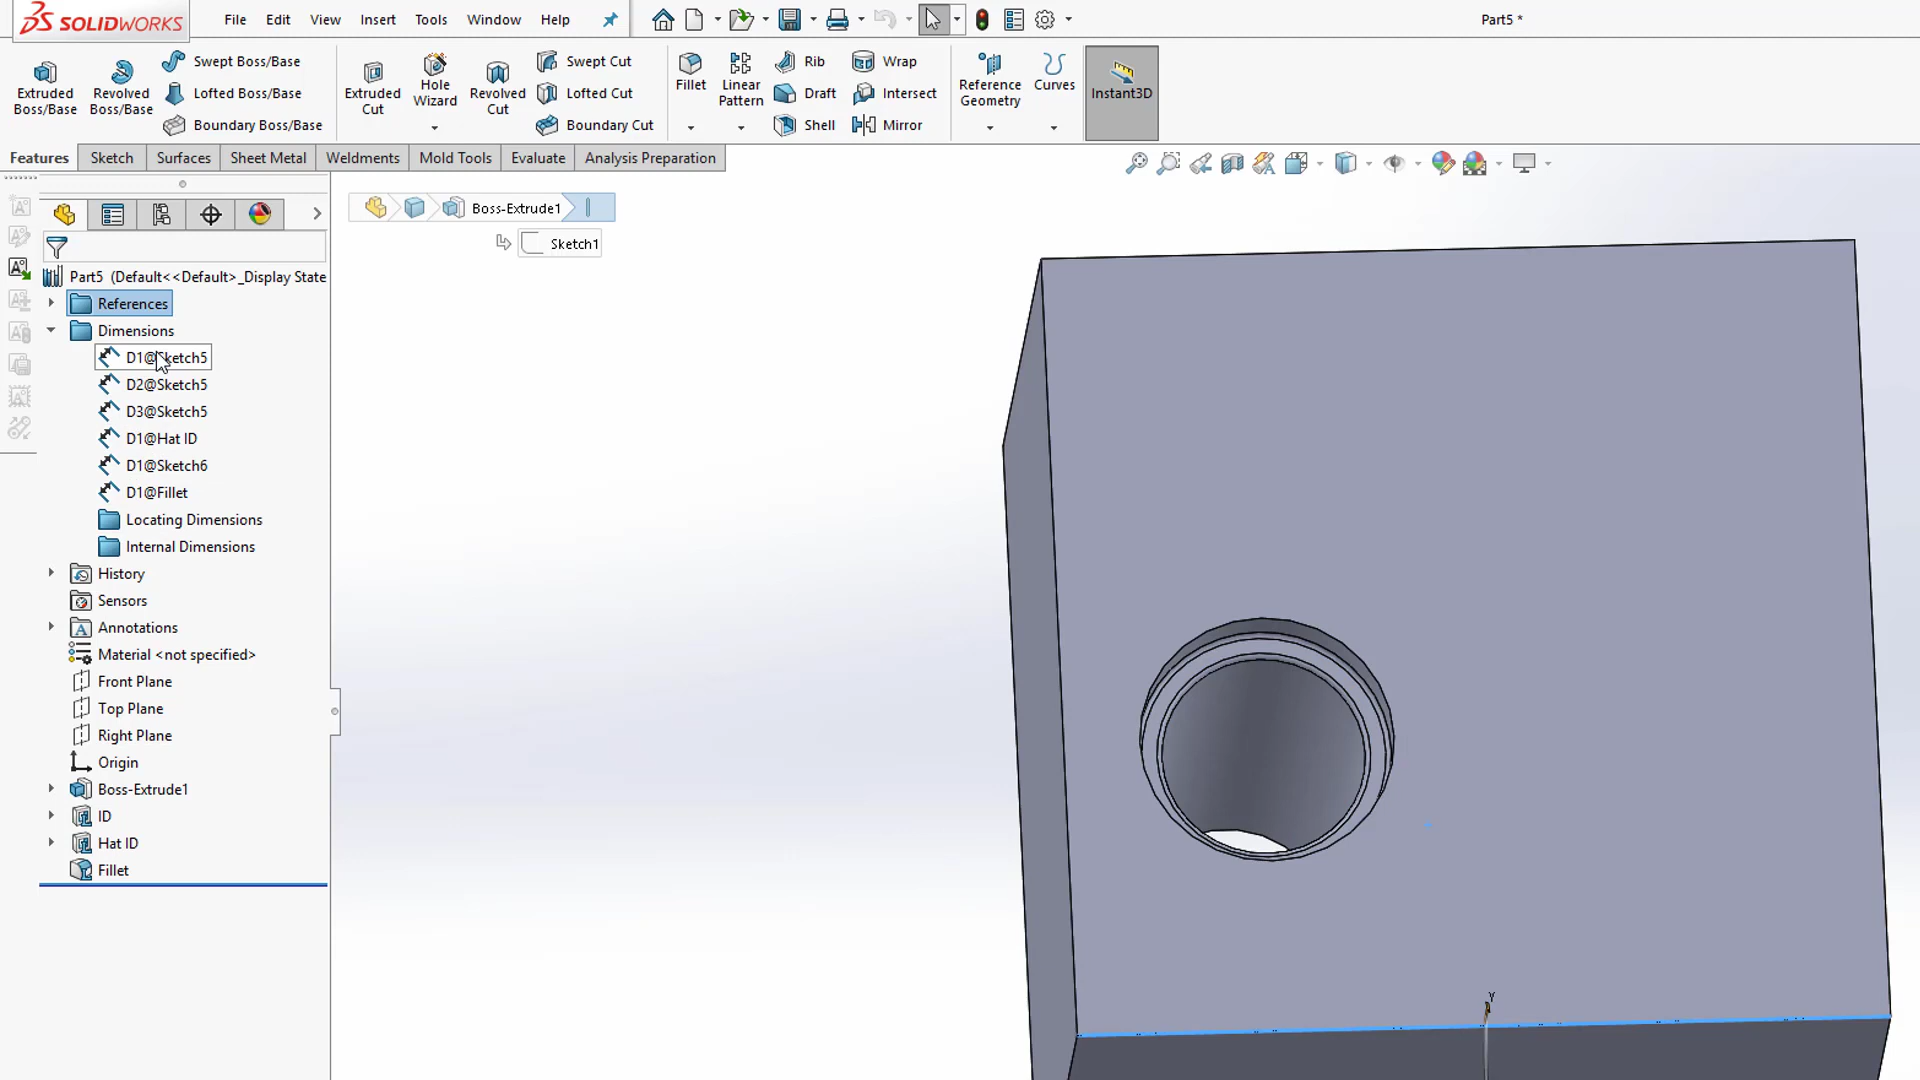 SOLIDWORKS File Edit View Insert Tools Window Help Part5 *
Extruded Boss/Base
Revolved Boss/Base
Swept Boss/Base
Lofted Boss/Base
Boundary Boss/Base
Extruded Cut
Hole Wizard
Revolved Cut
Swept Cut
Lofted Cut
Boundary Cut
Fillet
Linear Pattern
Rib
Draft
Shell
Wrap
Intersect
Mirror
Reference Geometry
Curves
Instant3D
Features Sketch Surfaces Sheet Metal Weldments Mold Tools Evaluate Analysis Preparation
Boss-Extrude1
Sketch1
Part5 (Default<<Default>_Display State
References
Dimensions
D1@Sketch5
D2@Sketch5
D3@Sketch5
D1@Hat ID
D1@Sketch6
D1@Fillet
Locating Dimensions
Internal Dimensions
History
Sensors
Annotations
Material <not specified>
Front Plane
Top Plane
Right Plane
Origin
Boss-Extrude1
ID
Hat ID
Fillet
Y